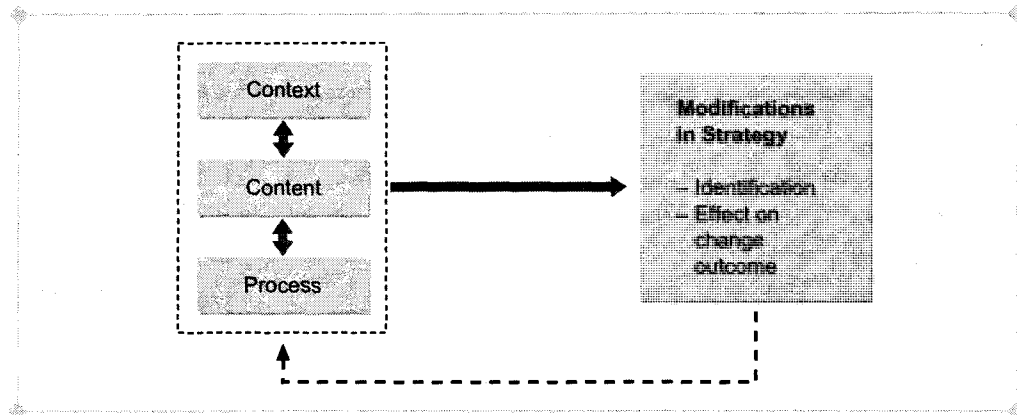 Context
Content
Process
Modifications
in Strategy
– Identification
– Effect on
change
outcome